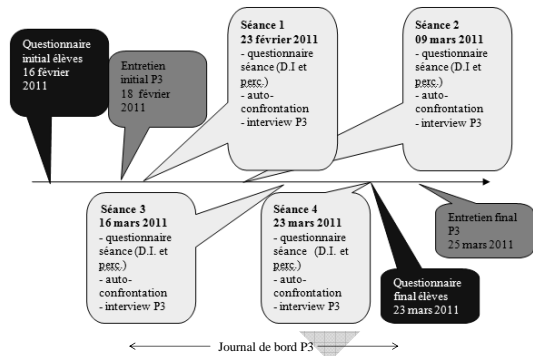 Questionnaire
initial élèves
16 février
2011
Entretien
initial P3
18 février
2011
Séance 1
23 février 2011
- questionnaire
séance (D.I et
perc.)
- auto-
confrontation
- interview P3
Séance 2
09 mars 2011
- questionnaire
séance (D.I. et
perc.)
- auto-
confrontation
- interview P3
Séance 3
16 mars 2011
- questionnaire
séance (D.I. et
perc.)
- auto-
confrontation
- interview P3
Séance 4
23 mars 2011
- questionnaire
séance (D.I. et
perc.)
- auto-
confrontation
- interview P3
Questionnaire
final élèves
23 mars 2011
Entretien final
P3
25 mars 2011
Journal de bord P3